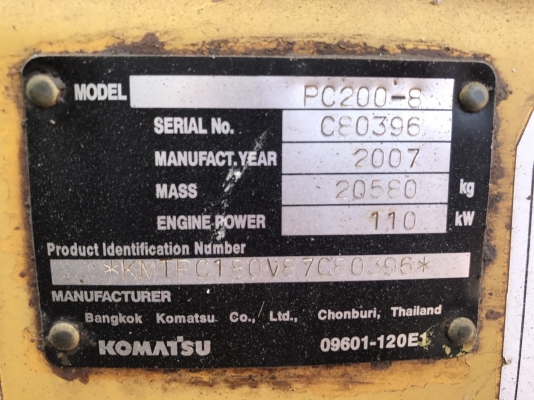 MODEL PC200-8
SERIAL No. C80396
MANUFACT.YEAR 2007
MASS 20580 kg
ENGINE POWER 110 kW
Product Identification Number
MANUFACTURER
Bangkok Komatsu Co., Ltd., Chonburi, Thailand
KOMATSU 09601-120E1